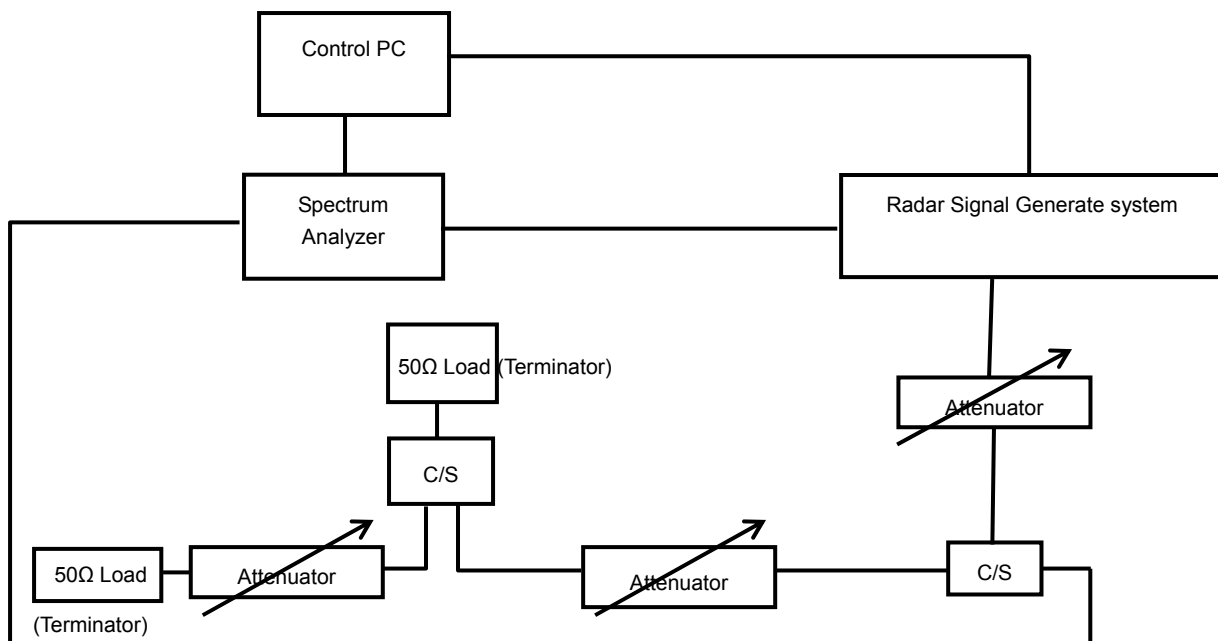 Control PC
Spectrum
Analyzer
Radar Signal Generate system
50Ω Load (Terminator)
Attenuator
C/S
50Ω Load
(Terminator)
Attenuator
Attenuator
C/S